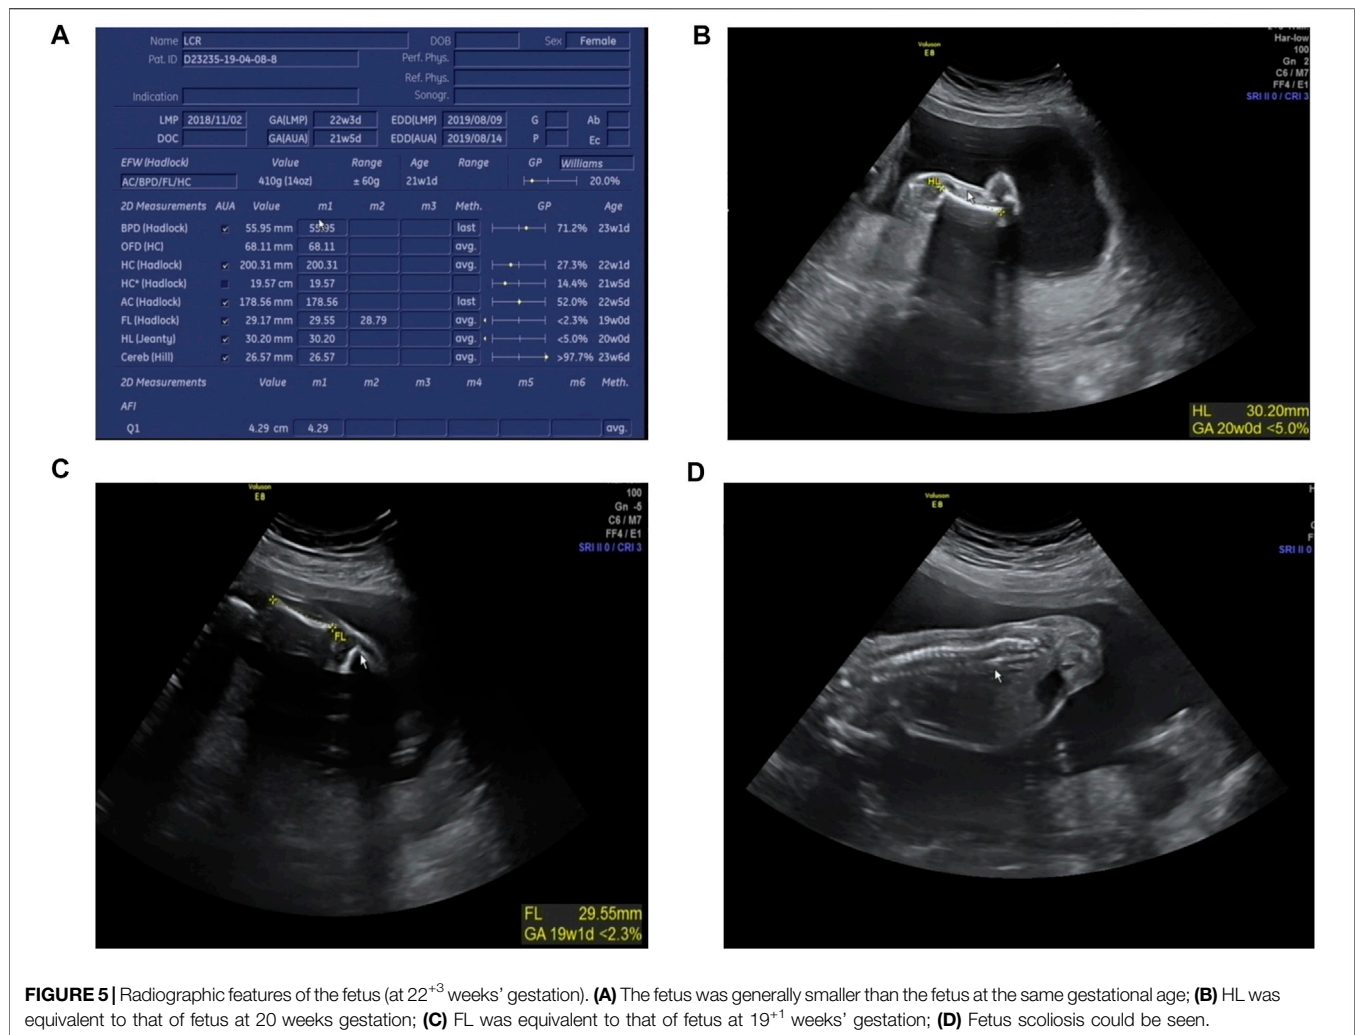 A
Name LCR DOB Sex Female
Pat. ID D23235-19-04-08-8 Perf. Phys.
Ref. Phys.
Indication Sonogr.
LMP 2018/11/02 GA(LMP) 22w3d EDD(LMP) 2019/08/09 G Ab
DOC GA(AUA) 21w5d EDD(AUA) 2019/08/14 P Ec
EFW (Hadlock) Value Range Age Range GP Williams
AC/BPD/FL/HC 410g (14oz) ± 60g 21w1d 20.0%
2D Measurements AUA Value m1 m2 m3 Meth. GP Age
BPD (Hadlock) 55.95 mm 55.95 last 71.2% 23w1d
OFD (HC) 68.11 mm 68.11 avg.
HC (Hadlock) 200.31 mm 200.31 avg. 27.3% 22w1d
HC* (Hadlock) 19.57 cm 19.57 14.4% 21w5d
AC (Hadlock) 178.56 mm 178.56 last 52.0% 22w5d
FL (Hadlock) 29.17 mm 29.55 28.79 avg. <2.3% 19w0d
HL (Jeanty) 30.20 mm 30.20 avg. <5.0% 20w0d
Cereb (Hill) 26.57 mm 26.57 avg. >97.7% 23w6d
2D Measurements Value m1 m2 m3 m4 m5 m6 Meth.
AFI
Q1 4.29 cm 4.29 avg.
B
Voluson
E8
Har-low
100
Gn 2
C6 / M7
FF4 / E1
SRI II 0 / CRI 3
HL
HL 30.20mm
GA 20w0d <5.0%
C
Voluson
E8
100
Gn -5
C6 / M7
FF4 / E1
SRI II 0 / CRI 3
FL
FL 29.55mm
GA 19w1d <2.3%
D
Voluson
E8
SRI II 0
FIGURE 5 | Radiographic features of the fetus (at 22+3 weeks' gestation). (A) The fetus was generally smaller than the fetus at the same gestational age; (B) HL was
equivalent to that of fetus at 20 weeks gestation; (C) FL was equivalent to that of fetus at 19+1 weeks' gestation; (D) Fetus scoliosis could be seen.